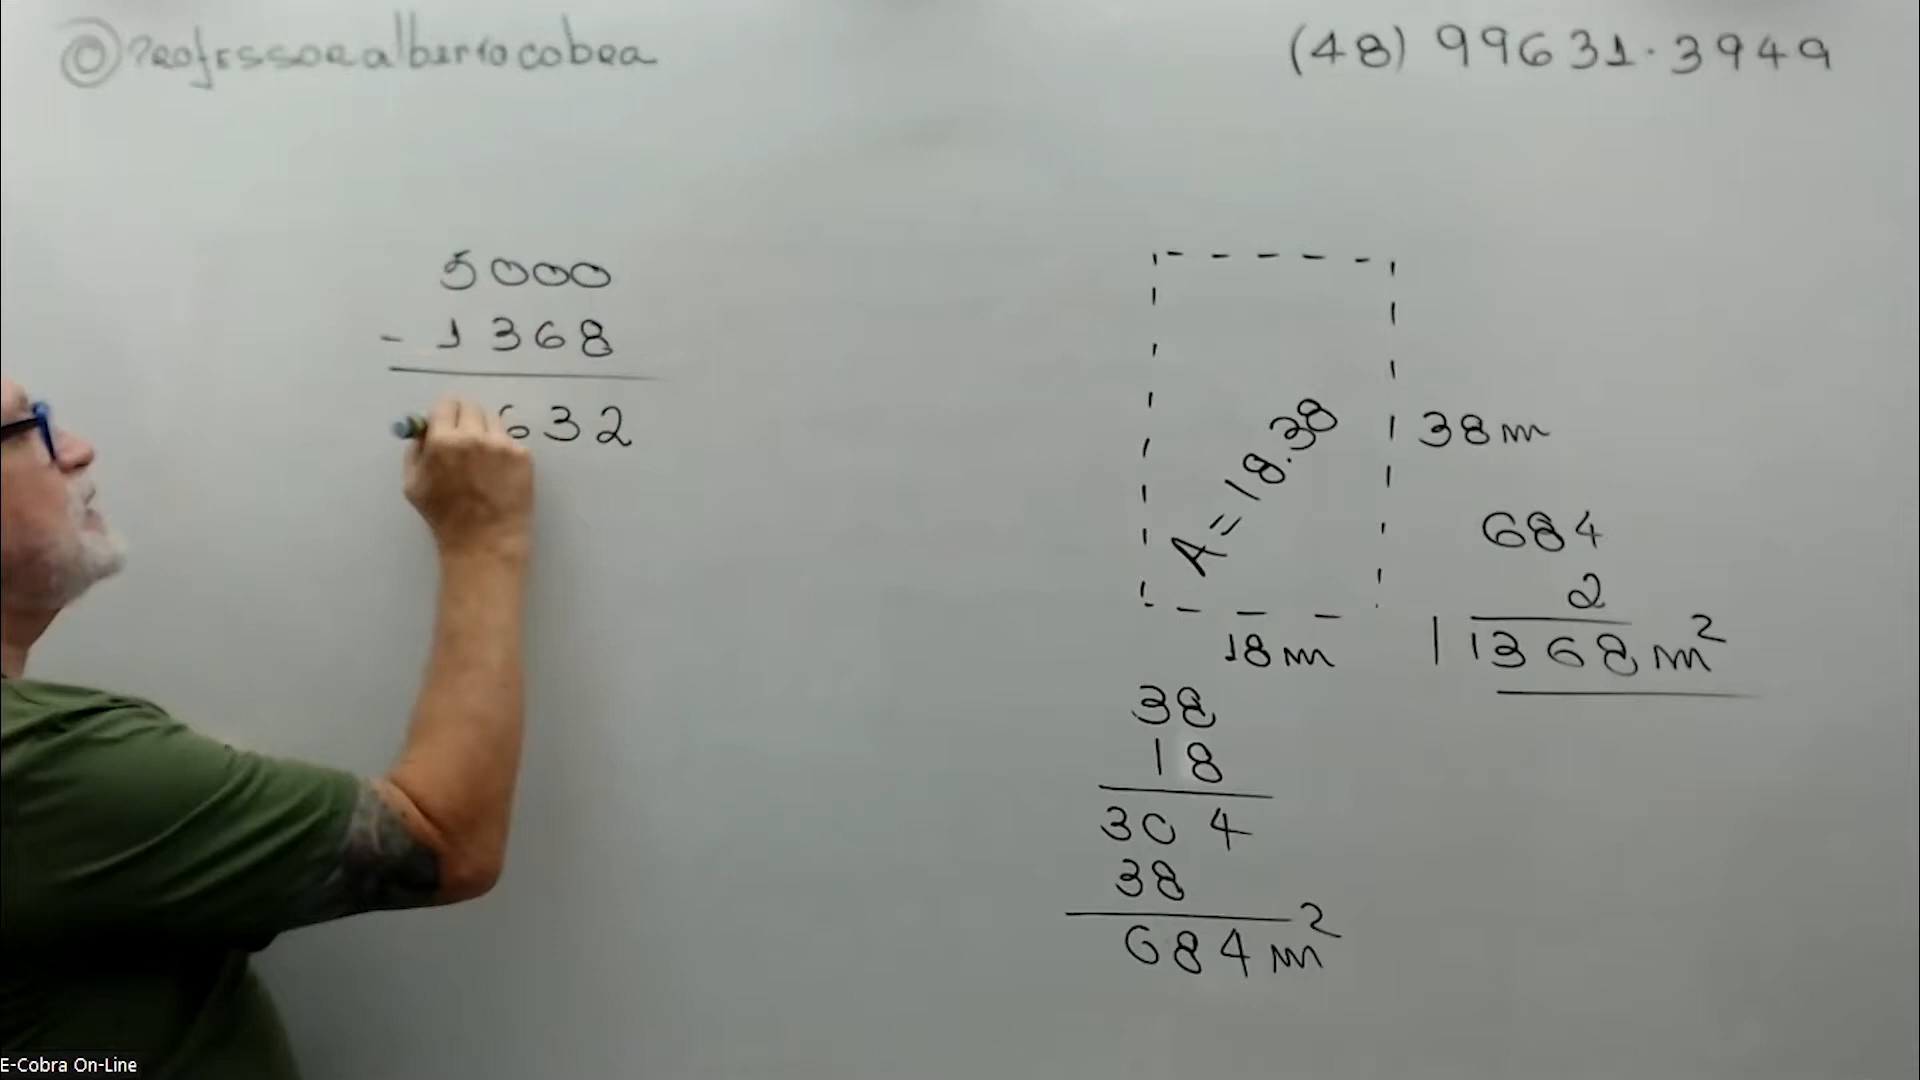 @Professoralbertocobra
(48) 99631.3949
5000
- 1368
632
A = 18.38
38m
18m
684
2
1368m²
38
18
304
38
684m²
E-Cobra On-Line